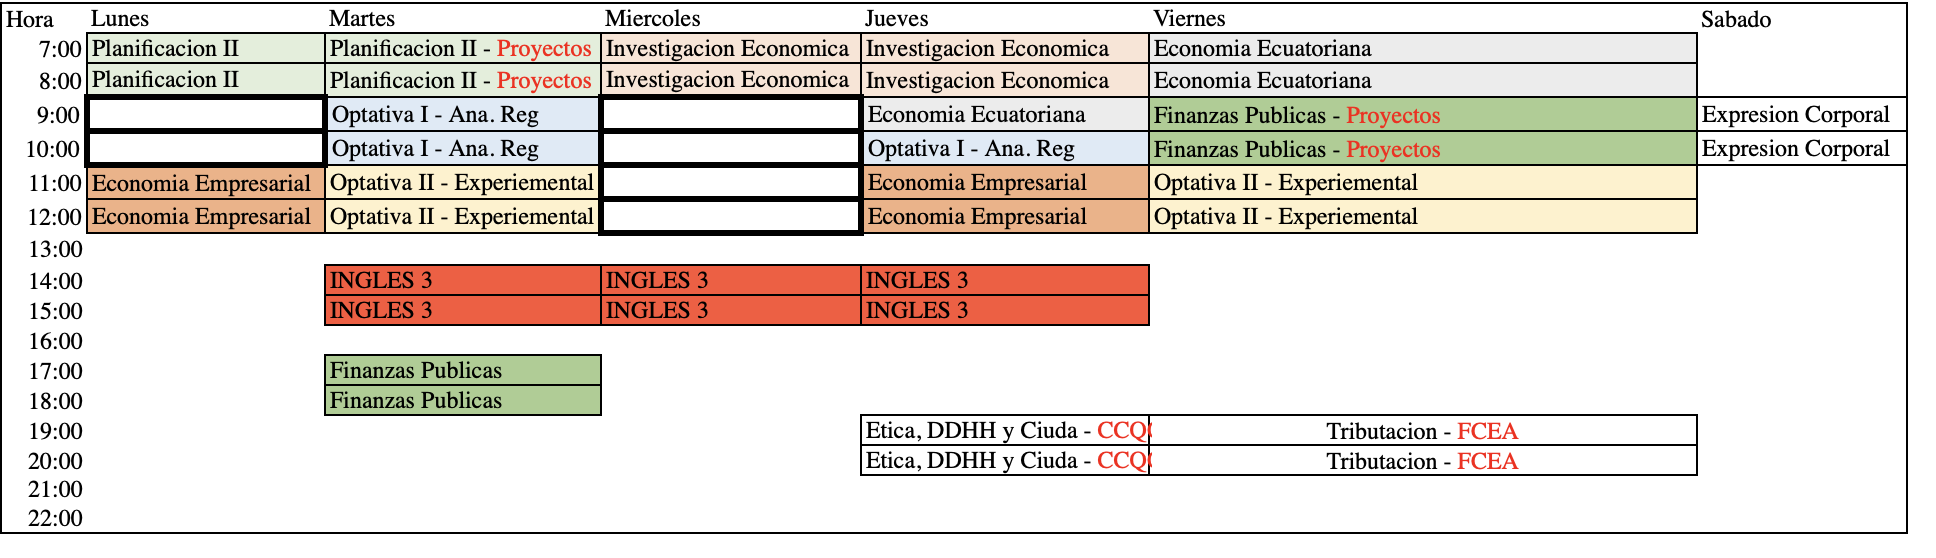 Hora Lunes Martes Miercoles Jueves Viernes Sabado
7:00 Planificacion II Planificacion II - Proyectos Investigacion Economica Investigacion Economica Economia Ecuatoriana
8:00 Planificacion II Planificacion II - Proyectos Investigacion Economica Investigacion Economica Economia Ecuatoriana
9:00 Optativa I - Ana. Reg Economia Ecuatoriana Finanzas Publicas - Proyectos Expresion Corporal
10:00 Optativa I - Ana. Reg Optativa I - Ana. Reg Finanzas Publicas - Proyectos Expresion Corporal
11:00 Economia Empresarial Optativa II - Experiemental Economia Empresarial Optativa II - Experiemental
12:00 Economia Empresarial Optativa II - Experiemental Economia Empresarial Optativa II - Experiemental
13:00
14:00 INGLES 3 INGLES 3 INGLES 3
15:00 INGLES 3 INGLES 3 INGLES 3
16:00
17:00 Finanzas Publicas
18:00 Finanzas Publicas
19:00 Etica, DDHH y Ciuda - CCQ Tributacion - FCEA
20:00 Etica, DDHH y Ciuda - CCQ Tributacion - FCEA
21:00
22:00